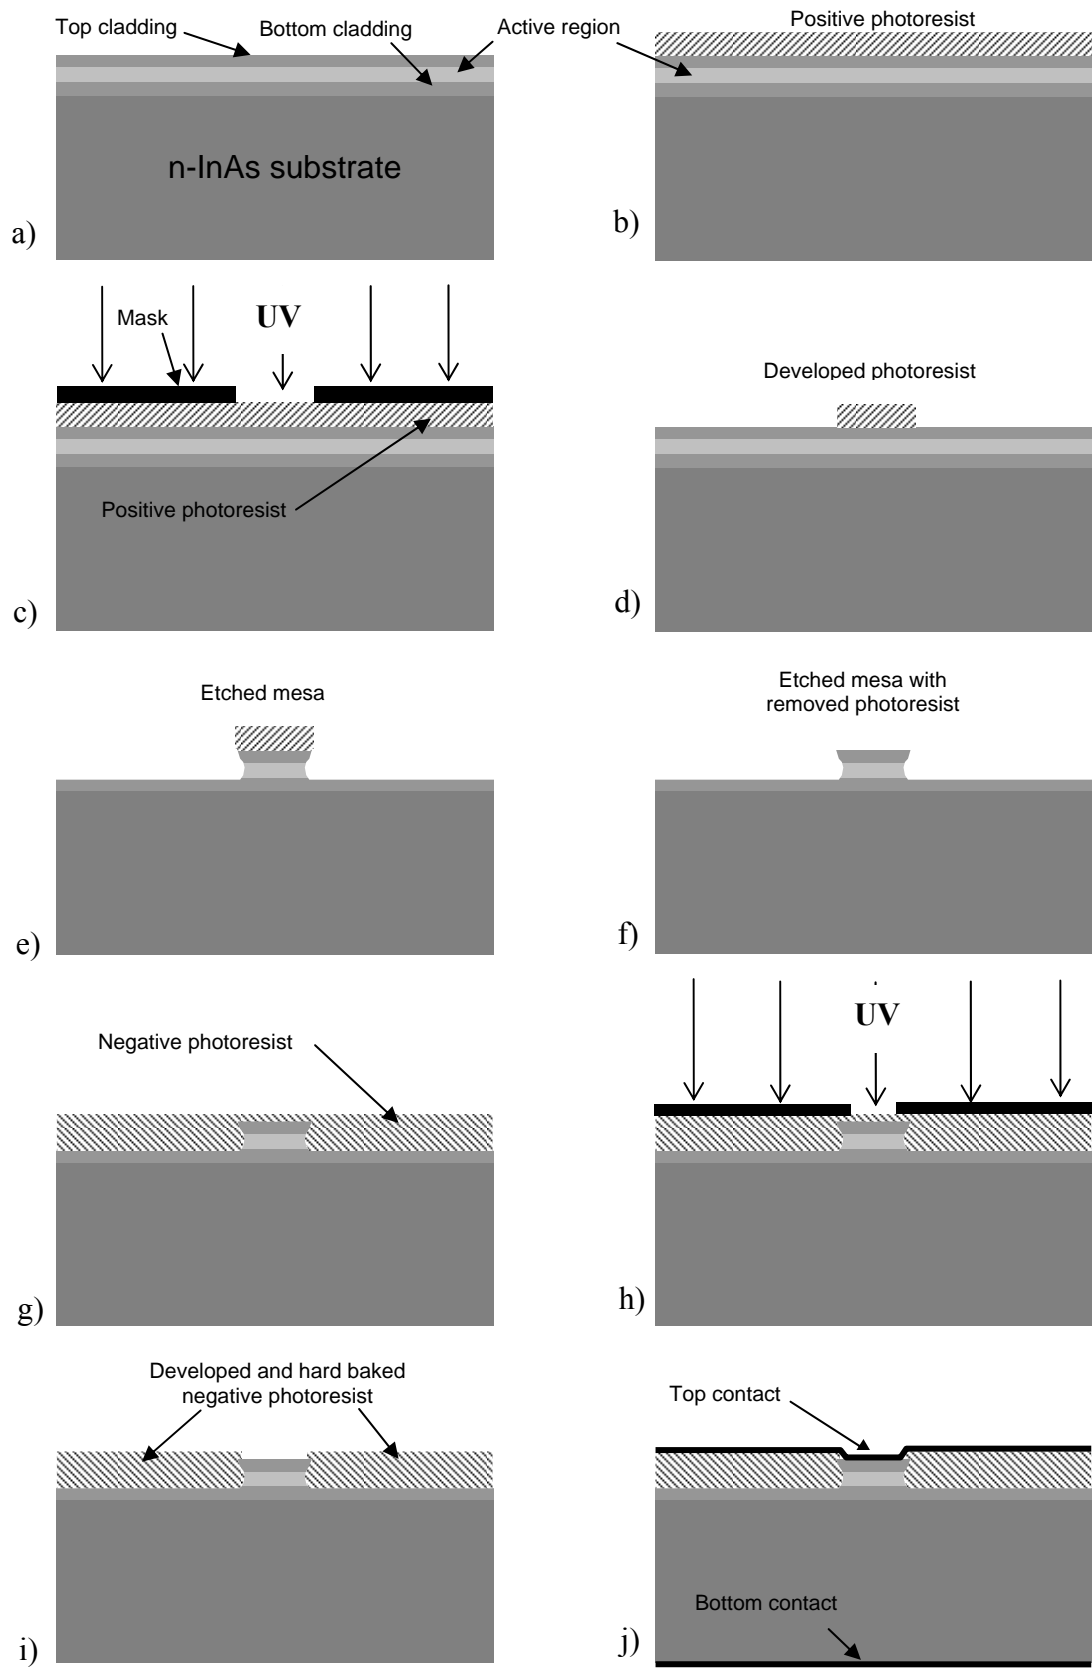 Top cladding
Bottom cladding
Active region
Positive photoresist
n-InAs substrate
a)
b)
Mask
UV
Positive photoresist
c)
Developed photoresist
d)
Etched mesa
e)
Etched mesa with
removed photoresist
f)
Negative photoresist
g)
UV
h)
Developed and hard baked
negative photoresist
i)
Top contact
Bottom contact
j)